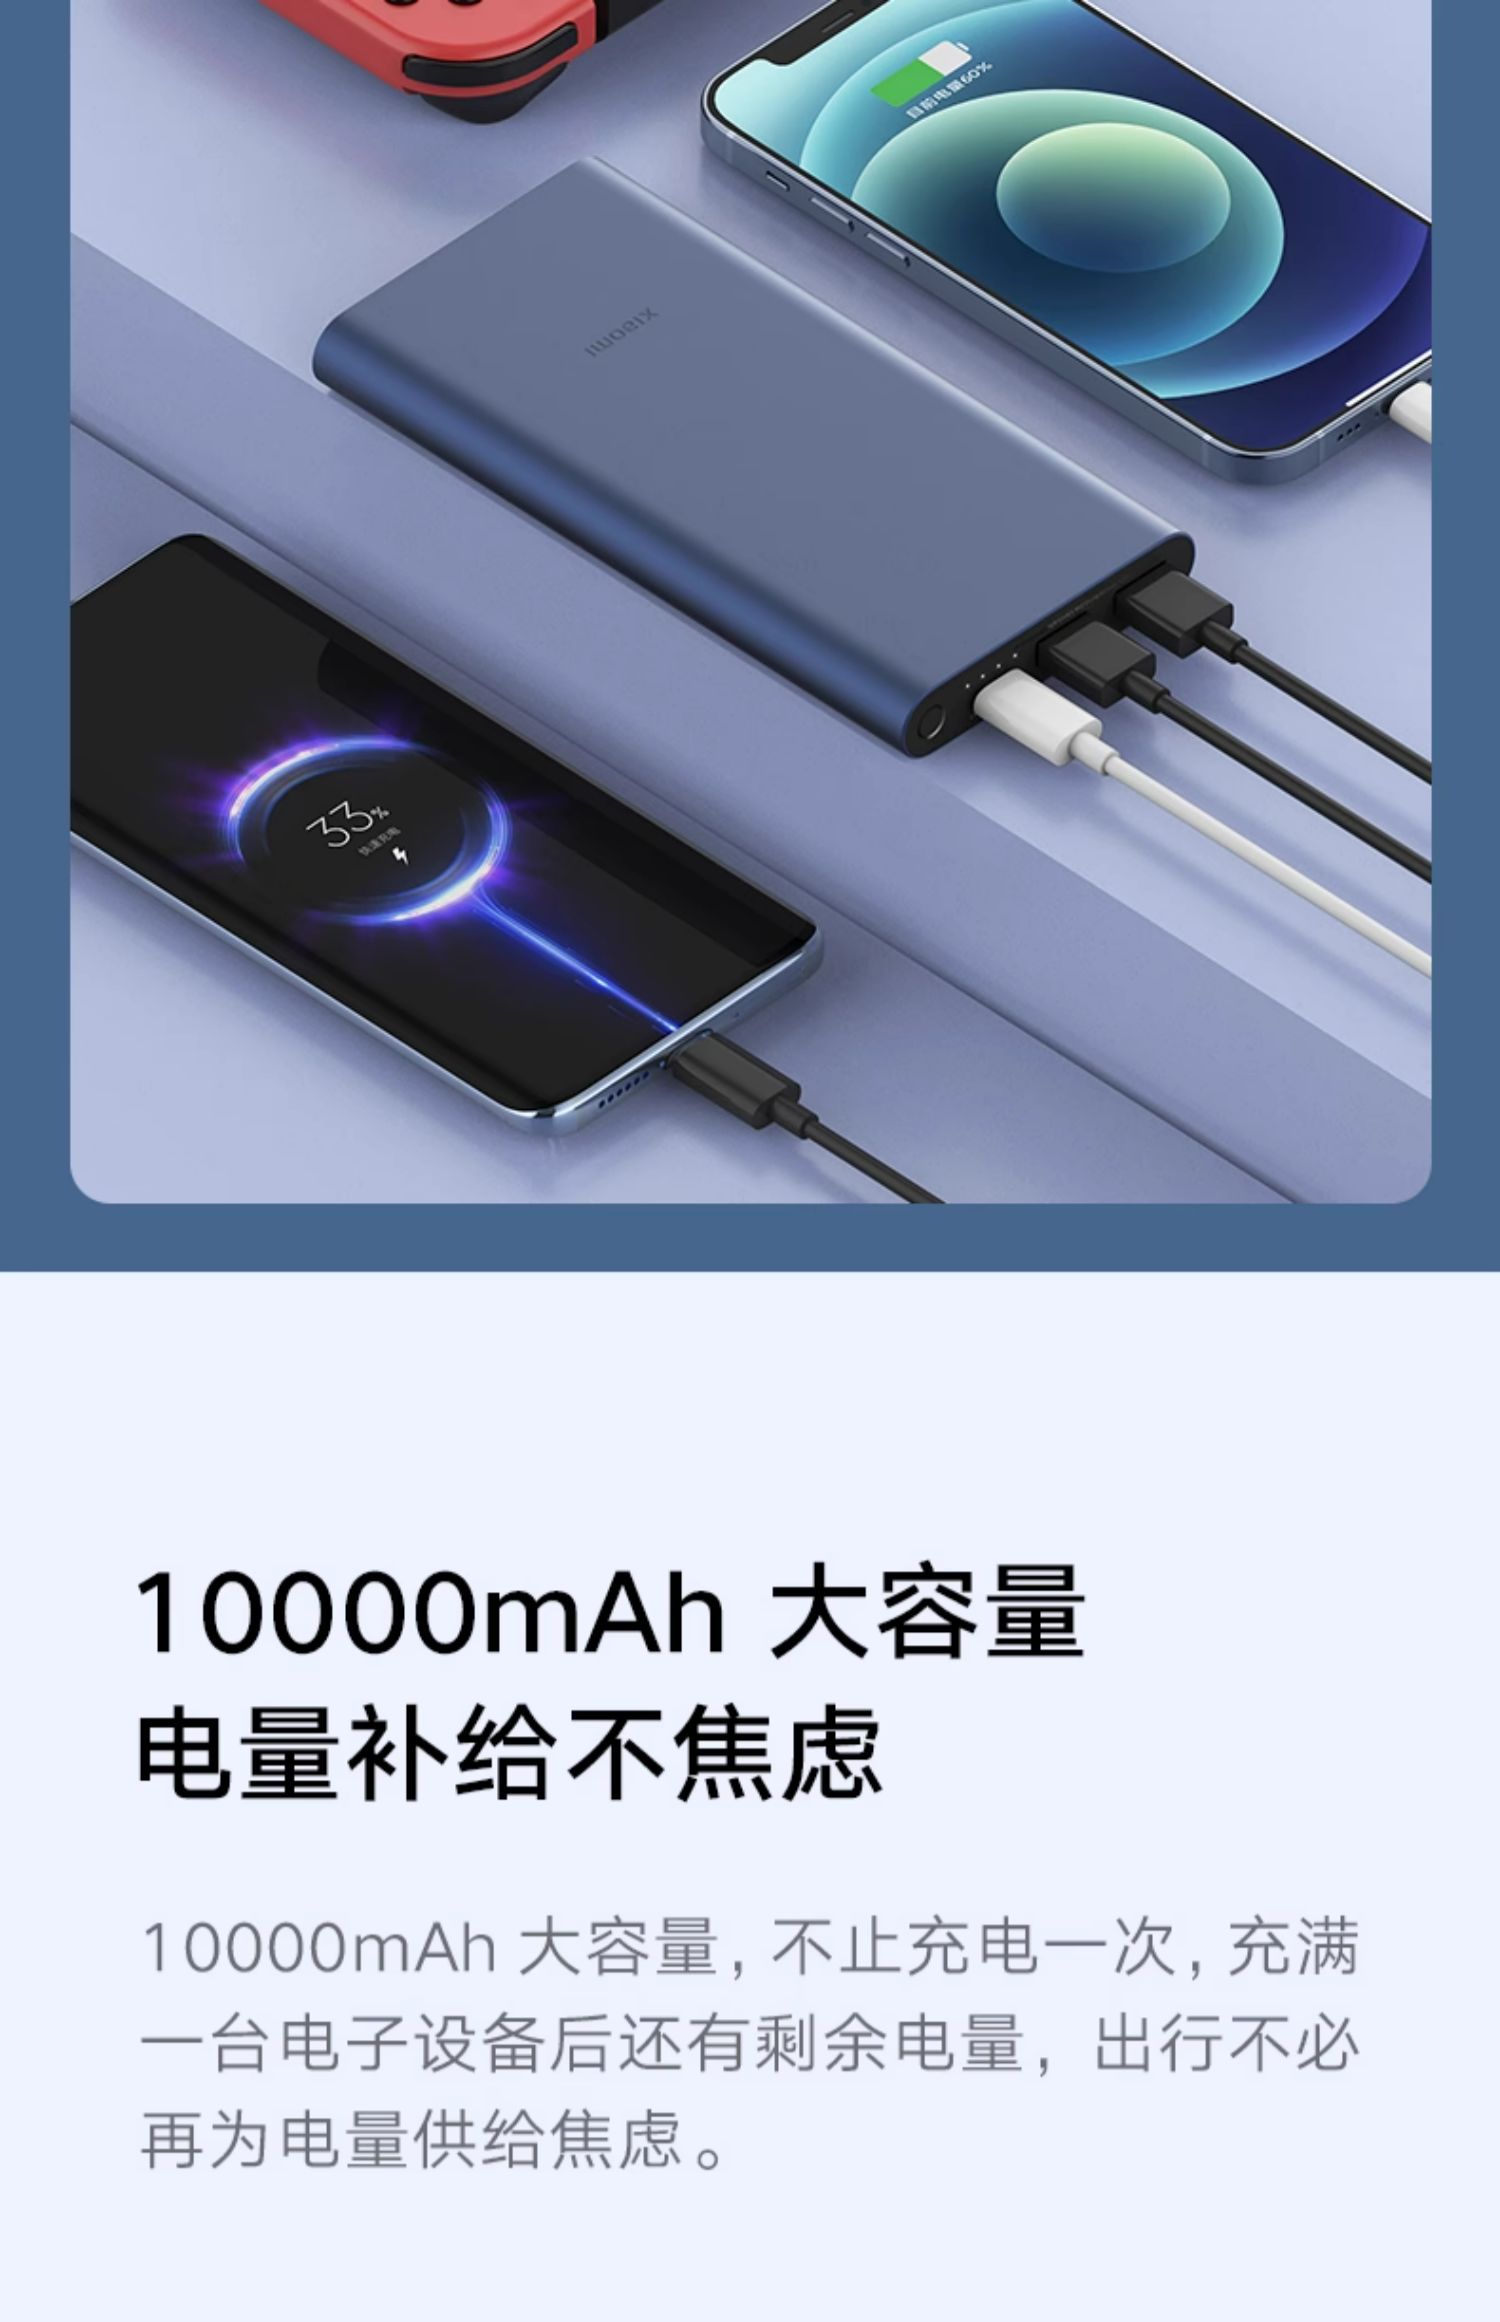 目前电量60%
xiaomi
33%
快速充电
10000mAh 大容量
电量补给不焦虑
10000mAh 大容量，不止充电一次，充满
一台电子设备后还有剩余电量，出行不必
再为电量供给焦虑。